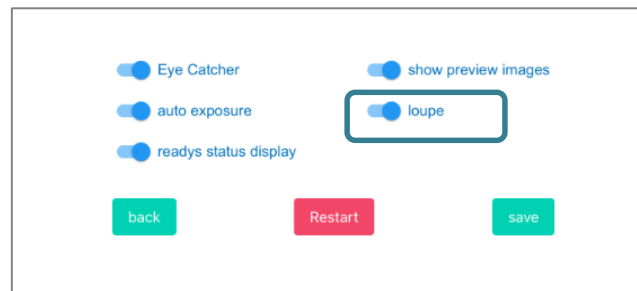 Eye Catcher
show preview images
auto exposure
loupe
readys status display
back
Restart
save